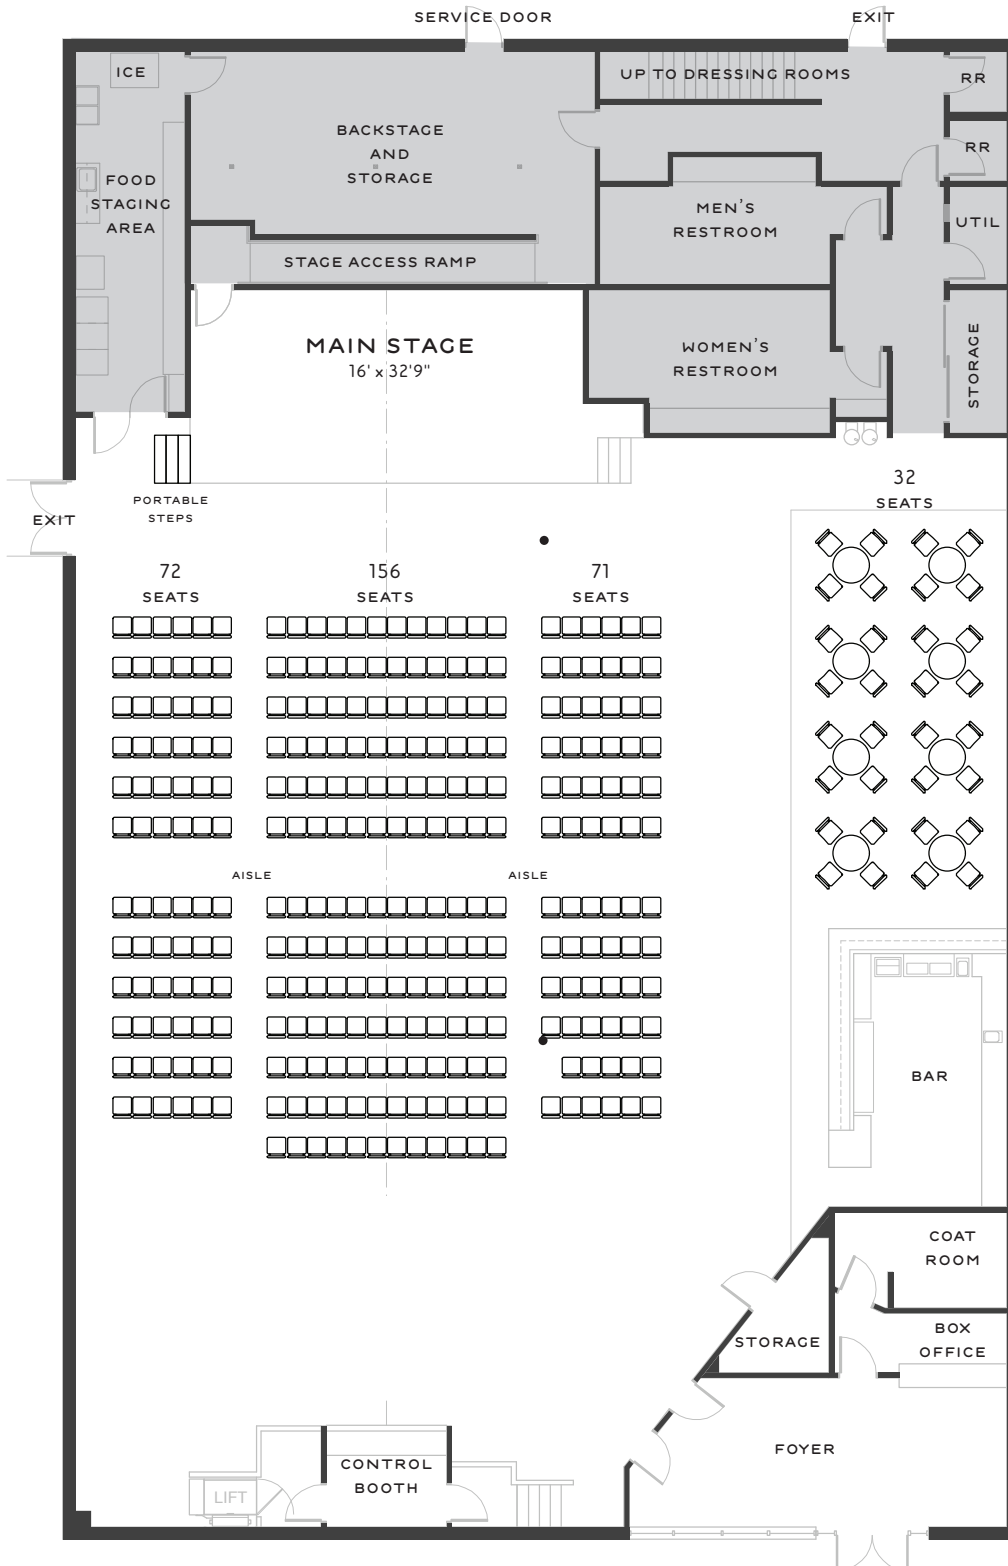 SERVICE DOOR
EXIT
ICE
UP TO DRESSING ROOMS
RR
BACKSTAGE
AND
STORAGE
RR
FOOD
STAGING
AREA
MEN'S
RESTROOM
UTIL
STAGE ACCESS RAMP
MAIN STAGE
16' x 32'9"
WOMEN'S
RESTROOM
STORAGE
32
SEATS
PORTABLE
STEPS
EXIT
72
SEATS
156
SEATS
71
SEATS
AISLE
AISLE
BAR
COAT
ROOM
STORAGE
BOX
OFFICE
FOYER
CONTROL
BOOTH
LIFT